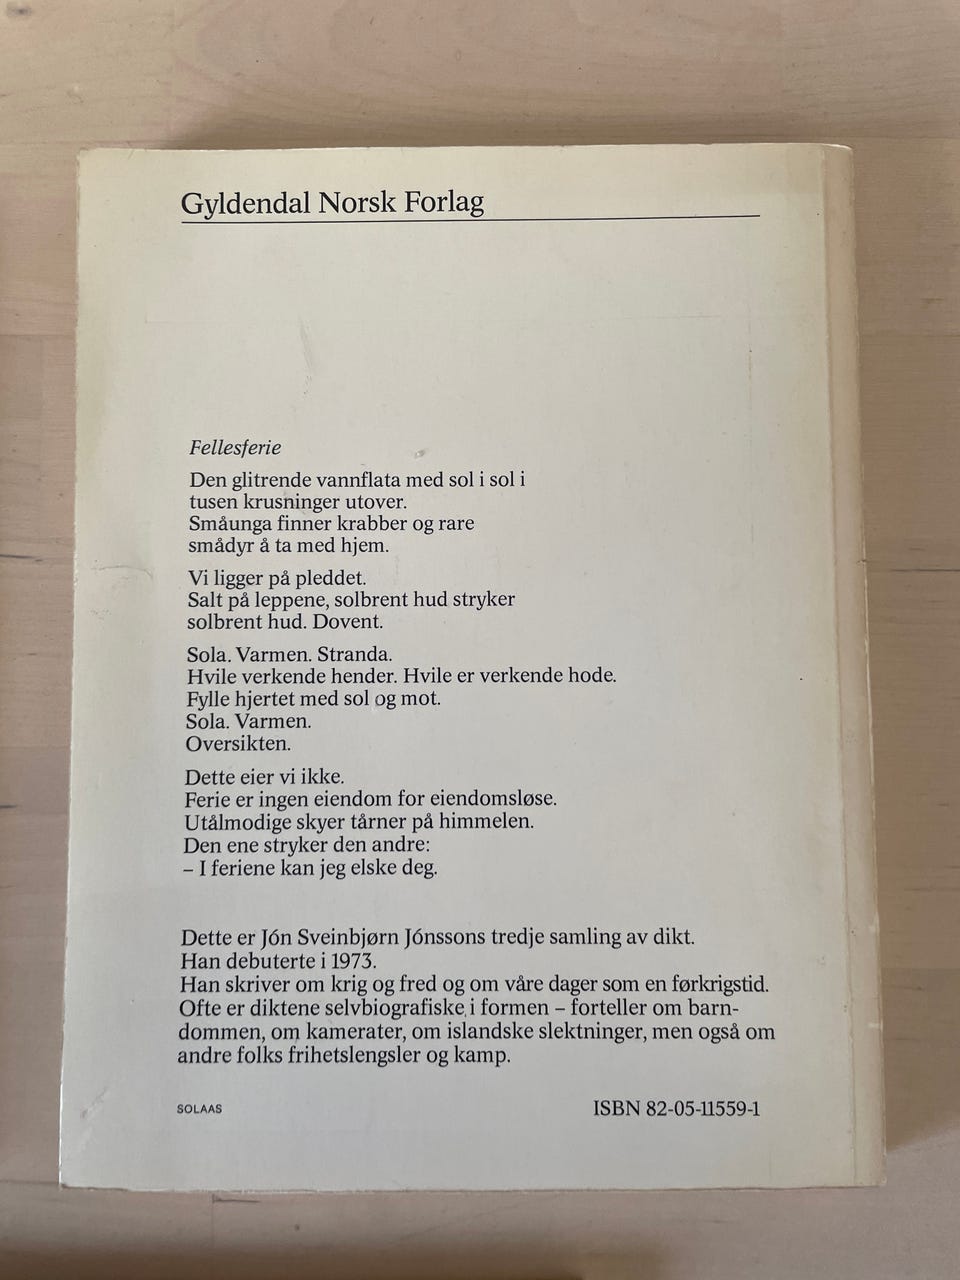 Gyldendal Norsk Forlag
Fellesferie
Den glitrende vannflata med sol i sol i
tusen krusninger utover.
Småunga finner krabber og rare
smådyr å ta med hjem.
Vi ligger på pleddet.
Salt på leppene, solbrent hud stryker
solbrent hud. Dovent.
Sola. Varmen. Stranda.
Hvile verkende hender. Hvile er verkende hode.
Fylle hjertet med sol og mot.
Sola. Varmen.
Oversikten.
Dette eier vi ikke.
Ferie er ingen eiendom for eiendomsløse.
Utålmodige skyer tårner på himmelen.
Den ene stryker den andre:
– I feriene kan jeg elske deg.
Dette er Jón Sveinbjørn Jónssons tredje samling av dikt.
Han debuterte i 1973.
Han skriver om krig og fred og om våre dager som en førkrigstid.
Ofte er diktene selvbiografiske i formen – forteller om barn-
dommen, om kamerater, om islandske slektninger, men også om
andre folks frihetslengsler og kamp.
SOLAAS
ISBN 82-05-11559-1